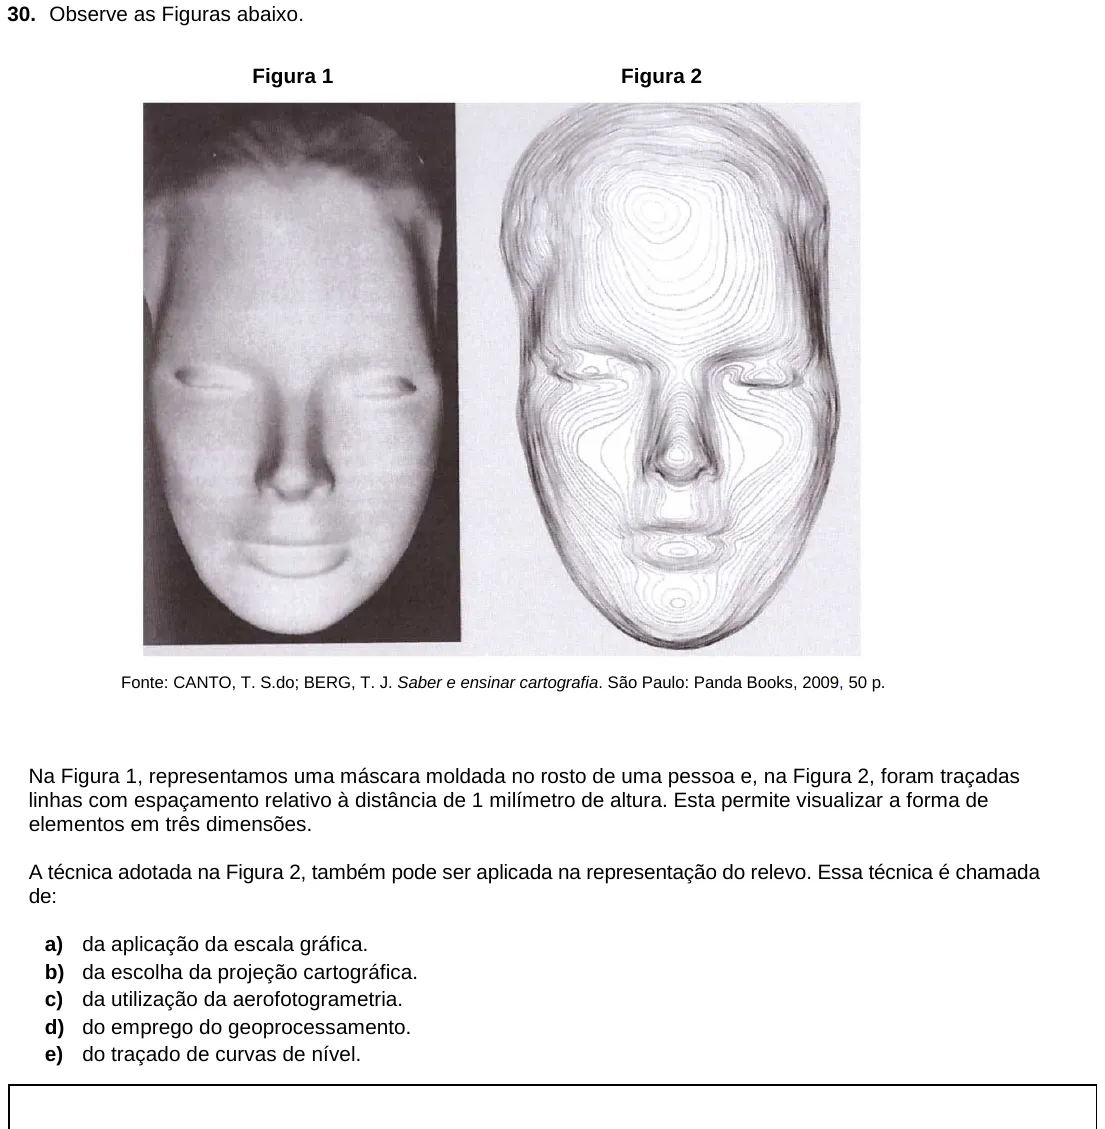 30. Observe as Figuras abaixo.
Figura 1
Figura 2
Fonte: CANTO, T. S.do; BERG, T. J. Saber e ensinar cartografia. São Paulo: Panda Books, 2009, 50 p.
Na Figura 1, representamos uma máscara moldada no rosto de uma pessoa e, na Figura 2, foram traçadas
linhas com espaçamento relativo à distância de 1 milímetro de altura. Esta permite visualizar a forma de
elementos em três dimensões.
A técnica adotada na Figura 2, também pode ser aplicada na representação do relevo. Essa técnica é chamada
de:
a) da aplicação da escala gráfica.
b) da escolha da projeção cartográfica.
c) da utilização da aerofotogrametria.
d) do emprego do geoprocessamento.
e) do traçado de curvas de nível.